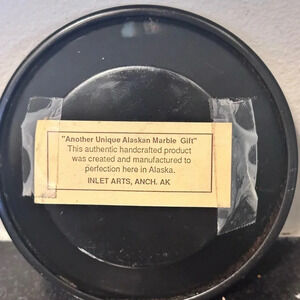 "Another Unique Alaskan Marble Gift"
This authentic handcrafted product
was created and manufactured to
perfection here in Alaska.
INLET ARTS, ANCH. AK